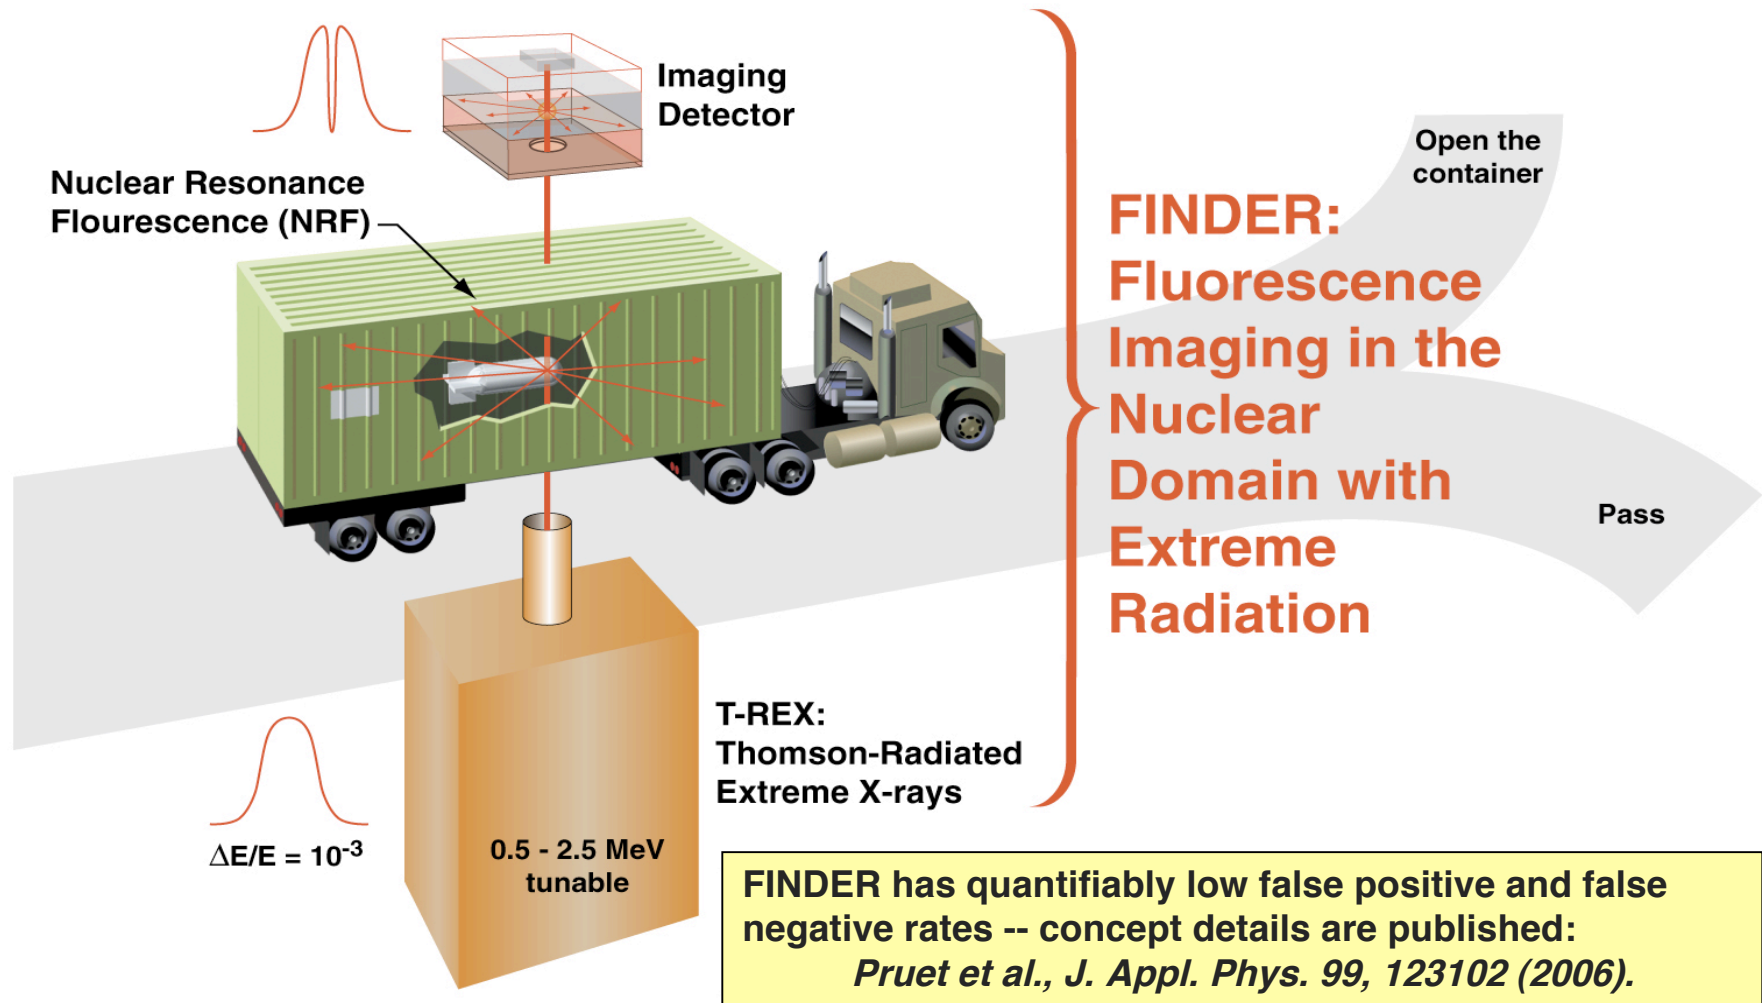 Imaging
Detector
Nuclear Resonance
Flourescence (NRF)
Open the
container
FINDER:
Fluorescence
Imaging in the
Nuclear
Domain with
Extreme
Radiation
Pass
T-REX:
Thomson-Radiated
Extreme X-rays
ΔE/E = 10⁻³
0.5 - 2.5 MeV
tunable
FINDER has quantifiably low false positive and false
negative rates -- concept details are published:
Pruet et al., J. Appl. Phys. 99, 123102 (2006).